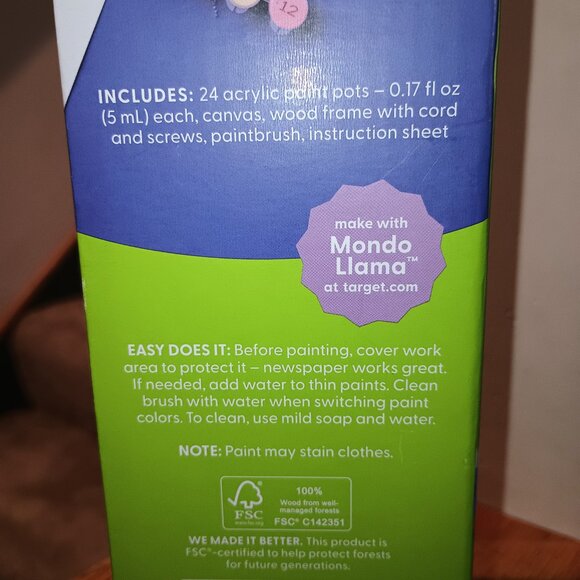 12
INCLUDES: 24 acrylic paint pots – 0.17 fl oz
(5 mL) each, canvas, wood frame with cord
and screws, paintbrush, instruction sheet
make with
Mondo
Llama™
at target.com
EASY DOES IT: Before painting, cover work
area to protect it – newspaper works great.
If needed, add water to thin paints. Clean
brush with water when switching paint
colors. To clean, use mild soap and water.
NOTE: Paint may stain clothes.
FSC
www.fsc.org
100%
Wood from well-
managed forests
FSC® C142351
WE MADE IT BETTER. This product is
FSC®-certified to help protect forests
for future generations.